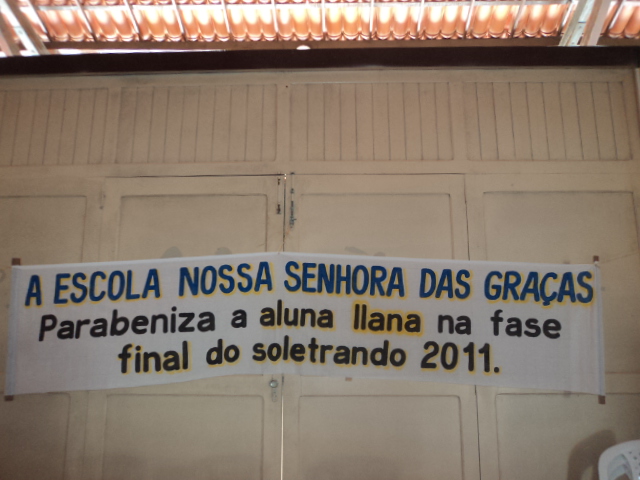 A ESCOLA NOSSA SENHORA DAS GRAÇAS
Parabeniza a aluna Ilana na fase
final do soletrando 2011.